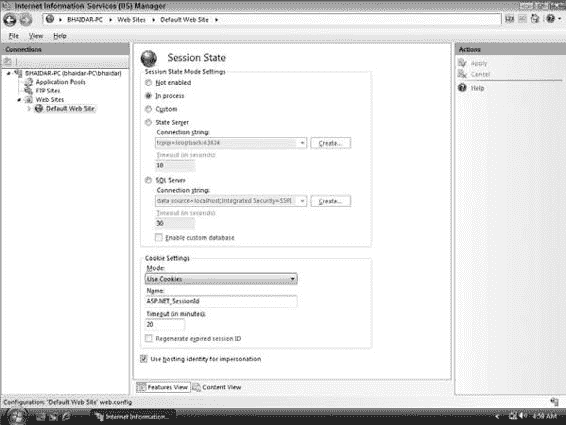 Internet Information Services (IIS) Manager
BHAIDAR-PC Web Sites Default Web Site
File View Help
Connections
BHAIDAR-PC (bhaidar-PC\bhaidar)
Application Pools
FTP Sites
Web Sites
Default Web Site
Session State
Session State Mode Settings
Not enabled
In process
Custom
State Server
Connection string:
tcpip=loopback:42424 Create...
Timeout (in seconds):
10
SQL Server
Connection string:
data source=localhost;Integrated Security=SSPI Create...
Timeout (in seconds):
30
Enable custom database
Cookie Settings
Mode:
Use Cookies
Name:
ASP.NET_SessionId
Timeout (in minutes):
20
Regenerate expired session ID
Use hosting identity for impersonation
Features View Content View
Actions
Apply
Cancel
Help
Configuration: 'Default Web Site' web.config
Internet Information...
4:59 AM